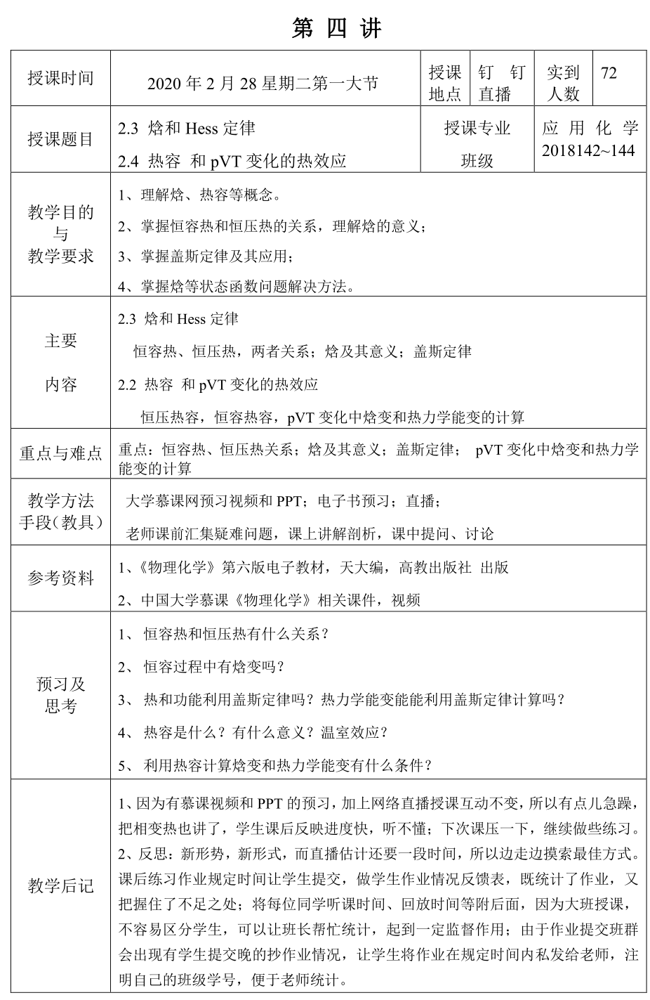 第 四 讲
授课时间
2020 年 2 月 28 星期二第一大节
授课
地点
钉 钉
直播
实到
人数
72
授课题目
2.3 焓和 Hess 定律
2.4 热容 和 pVT 变化的热效应
授课专业
班级
应 用 化 学
2018142~144
教学目的
与
教学要求
1、理解焓、热容等概念。
2、掌握恒容热和恒压热的关系，理解焓的意义；
3、掌握盖斯定律及其应用；
4、掌握焓等状态函数问题解决方法。
主要
内容
2.3 焓和 Hess 定律
恒容热、恒压热，两者关系；焓及其意义；盖斯定律
2.2 热容 和 pVT 变化的热效应
恒压热容，恒容热容，pVT 变化中焓变和热力学能变的计算
重点与难点
重点：恒容热、恒压热关系；焓及其意义；盖斯定律； pVT 变化中焓变和热力学
能变的计算
教学方法
手段（教具）
大学慕课网预习视频和 PPT；电子书预习；直播；
老师课前汇集疑难问题，课上讲解剖析，课中提问、讨论
参考资料
1、《物理化学》第六版电子教材，天大编，高教出版社 出版
2、中国大学慕课《物理化学》相关课件，视频
预习及
思考
1、 恒容热和恒压热有什么关系？
2、 恒容过程中有焓变吗？
3、 热和功能利用盖斯定律吗？热力学能变能能利用盖斯定律计算吗？
4、 热容是什么？有什么意义？温室效应？
5、 利用热容计算焓变和热力学能变有什么条件？
教学后记
1、因为有慕课视频和 PPT 的预习，加上网络直播授课互动不变，所以有点儿急躁，
把相变热也讲了，学生课后反映进度快，听不懂；下次课压一下，继续做些练习。
2、反思：新形势，新形式，而直播估计还要一段时间，所以边走边摸索最佳方式。
课后练习作业规定时间让学生提交，做学生作业情况反馈表，既统计了作业，又
把握住了不足之处；将每位同学听课时间、回放时间等附后面，因为大班授课，
不容易区分学生，可以让班长帮忙统计，起到一定监督作用；由于作业提交班群
会出现有学生提交晚的抄作业情况，让学生将作业在规定时间内私发给老师，注
明自己的班级学号，便于老师统计。